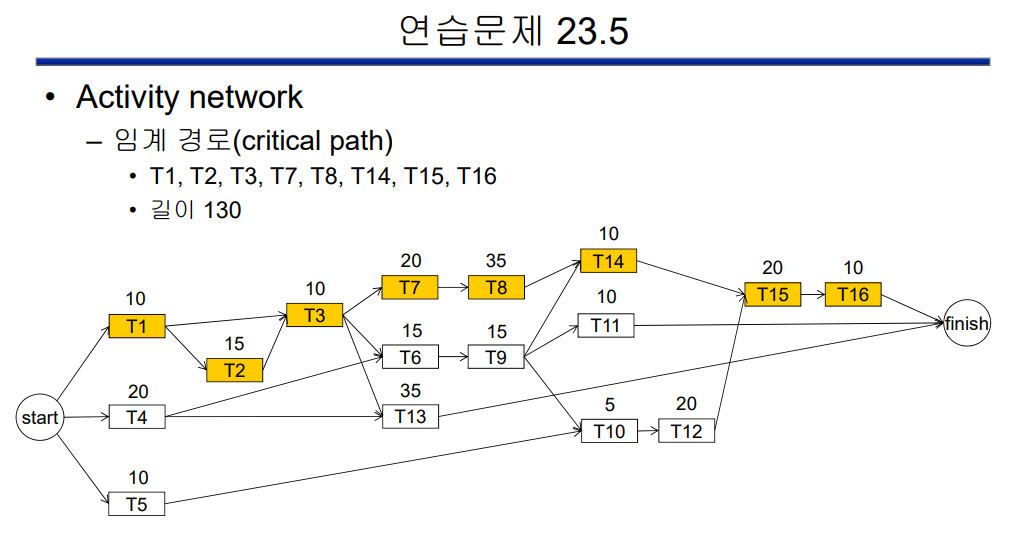 연습문제 23.5
• Activity network
– 임계 경로(critical path)
• T1, T2, T3, T7, T8, T14, T15, T16
• 길이 130
10
T1
15
T2
10
T3
20
T4
10
T5
20
T7
35
T8
15
T6
15
T9
35
T13
10
T14
10
T11
5
T10
20
T12
20
T15
10
T16
start
finish